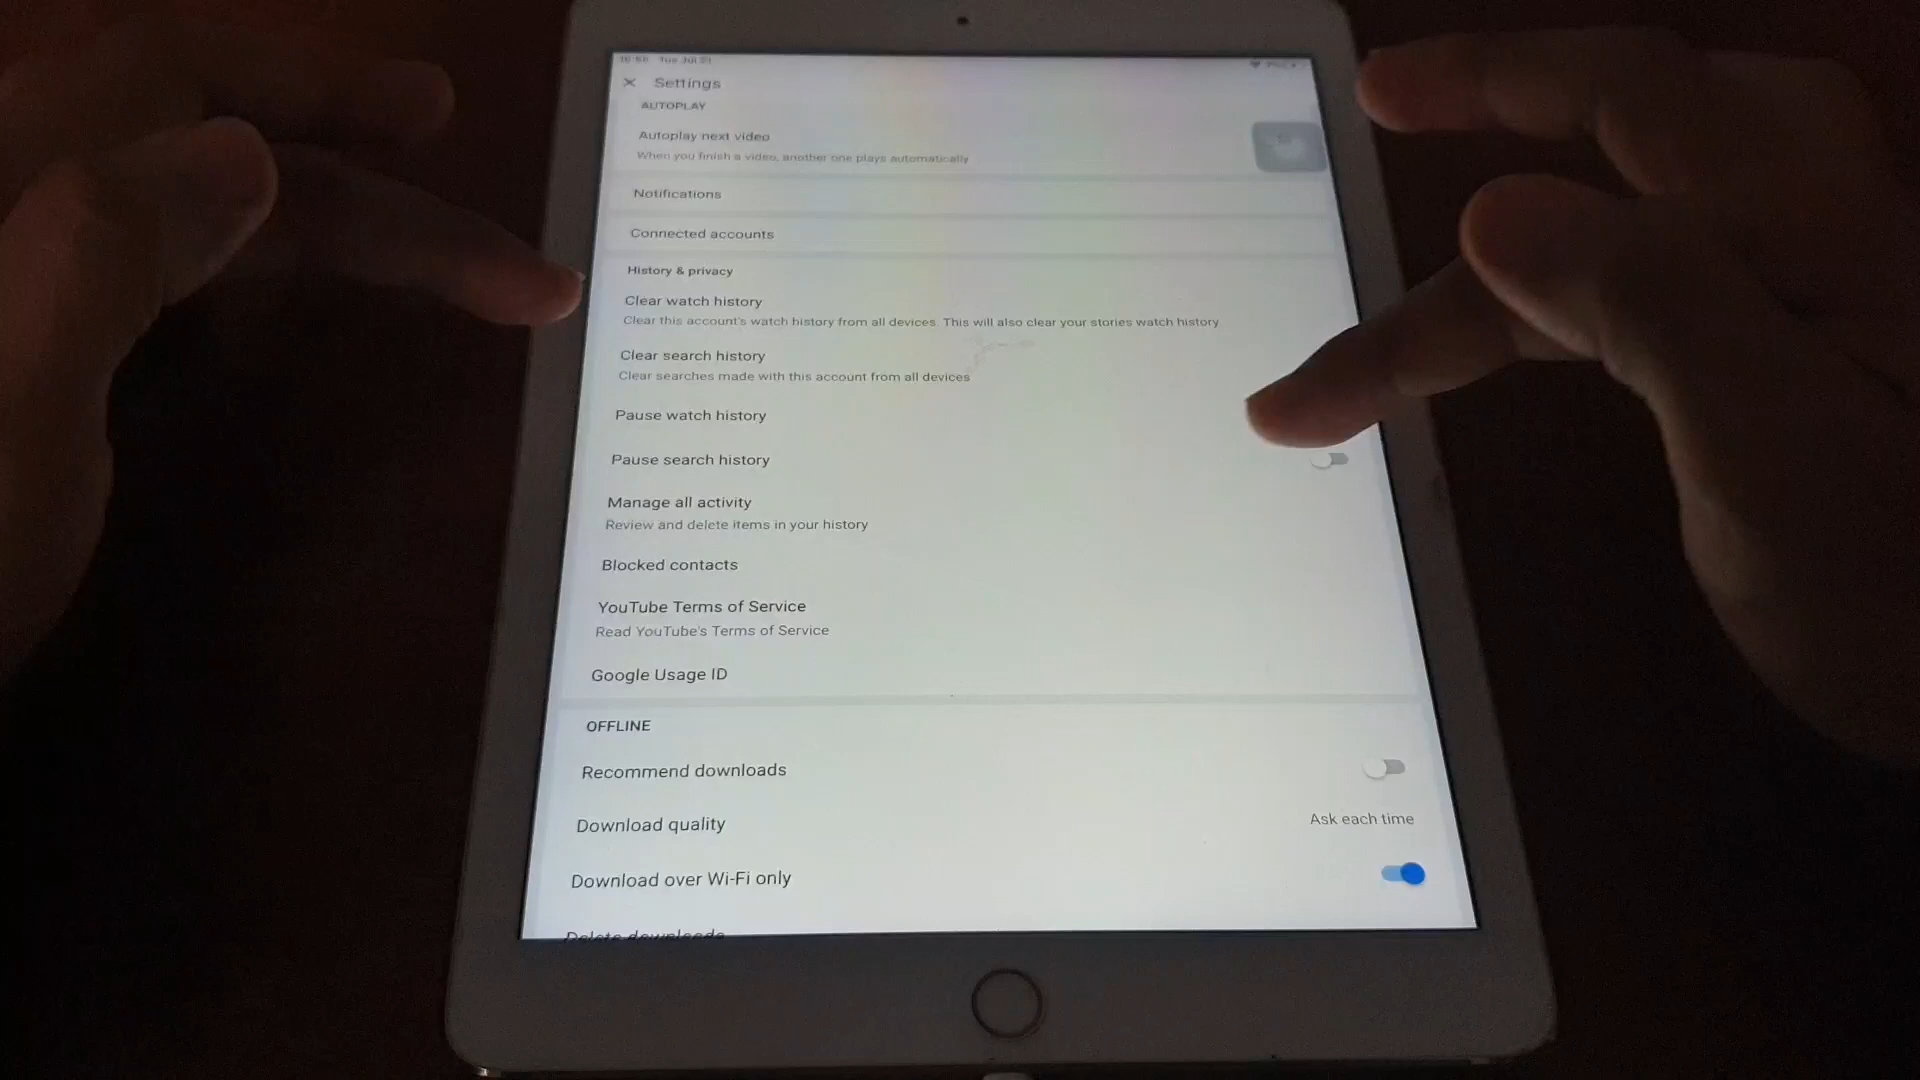 Settings
AUTOPLAY
Autoplay next video
When you finish a video, another one plays automatically
Notifications
Connected accounts
History & privacy
Clear watch history
Clear this account's watch history from all devices. This will also clear your stories watch history
Clear search history
Clear searches made with this account from all devices
Pause watch history
Pause search history
Manage all activity
Review and delete items in your history
Blocked contacts
YouTube Terms of Service
Read YouTube's Terms of Service
Google Usage ID
OFFLINE
Recommend downloads
Download quality
Ask each time
Download over Wi-Fi only
Delete downloads